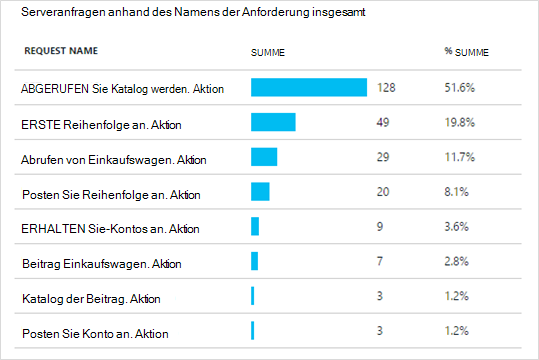 Serveranfragen anhand des Namens der Anforderung insgesamt
REQUEST NAME SUMME % SUMME
ABGERUFEN Sie Katalog werden. Aktion 128 51.6%
ERSTE Reihenfolge an. Aktion 49 19.8%
Abrufen von Einkaufswagen. Aktion 29 11.7%
Posten Sie Reihenfolge an. Aktion 20 8.1%
ERHALTEN Sie-Kontos an. Aktion 9 3.6%
Beitrag Einkaufswagen. Aktion 7 2.8%
Katalog der Beitrag. Aktion 3 1.2%
Posten Sie Konto an. Aktion 3 1.2%